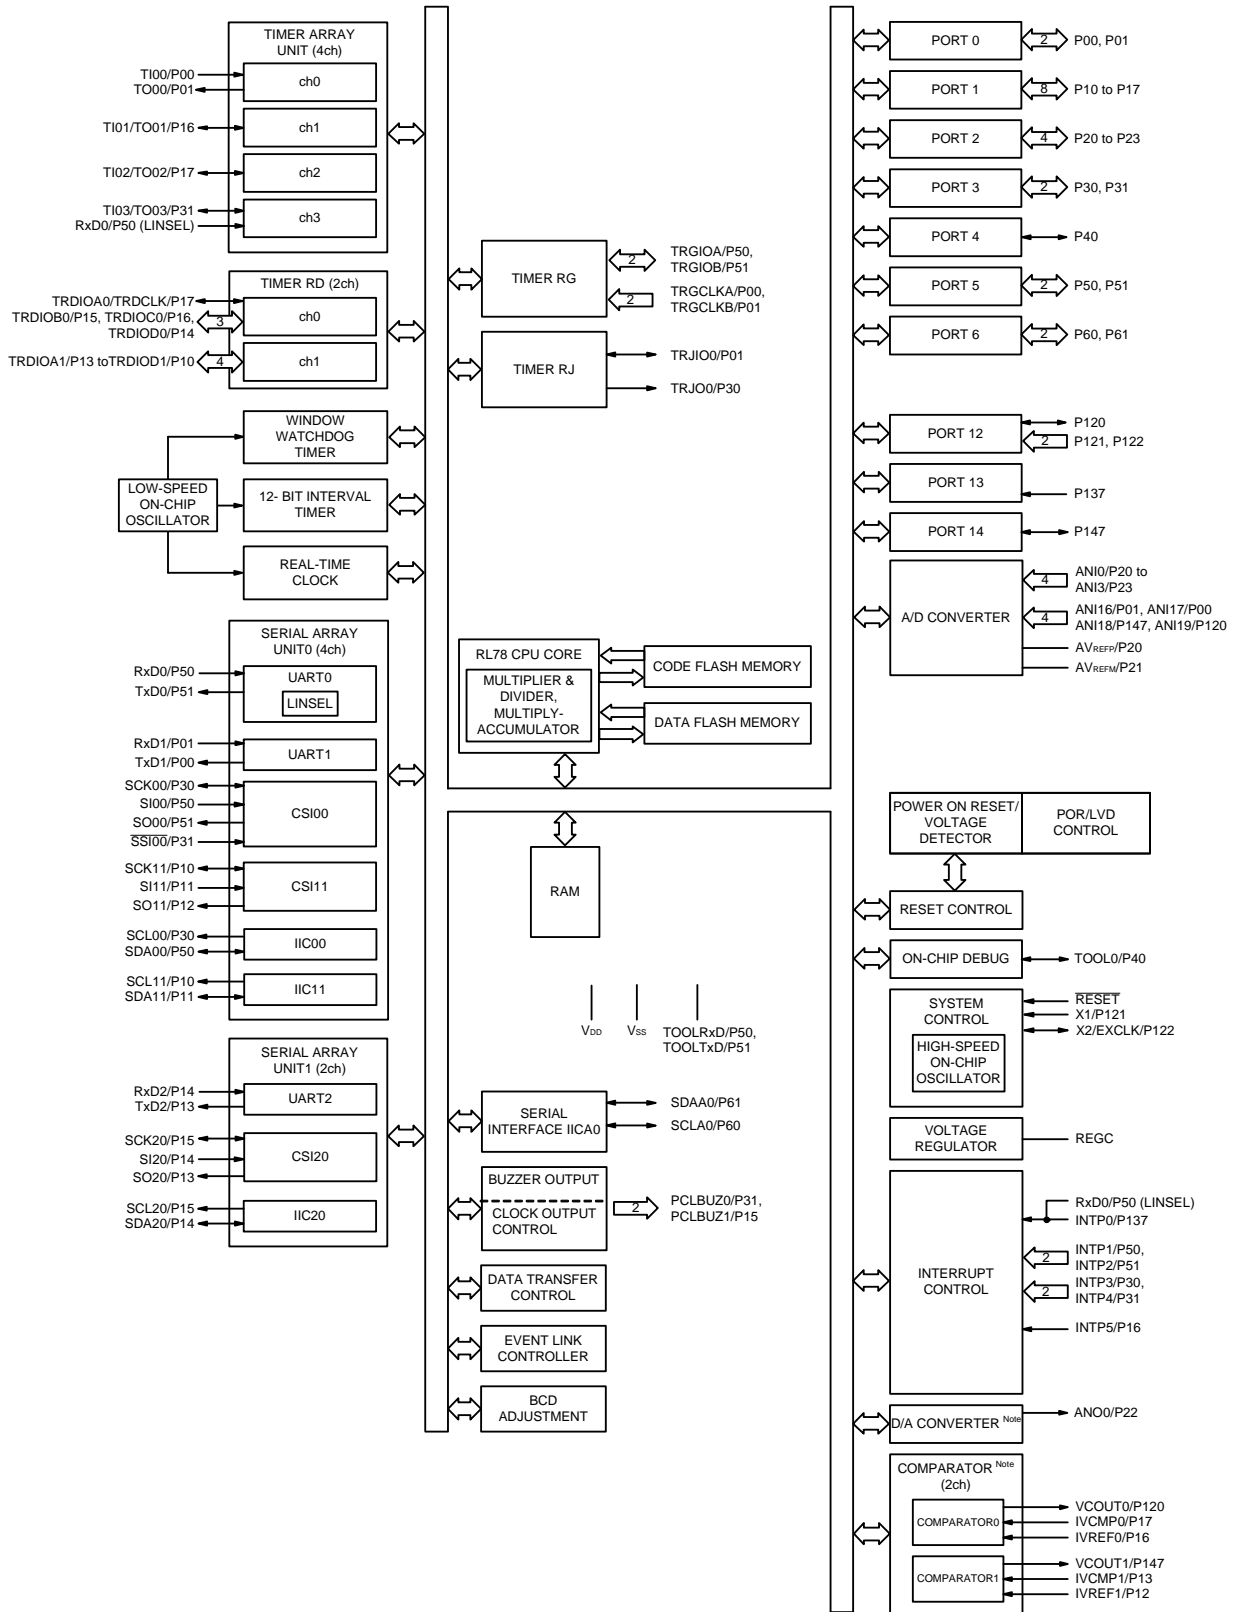 TIMER ARRAY
UNIT (4ch)
TI00/P00
TO00/P01
ch0
TI01/TO01/P16
ch1
TI02/TO02/P17
ch2
TI03/TO03/P31
RxD0/P50 (LINSEL)
ch3
TIMER RD (2ch)
TRDIOA0/TRDCLK/P17
TRDIOB0/P15, TRDIOC0/P16,
TRDIOD0/P14
3
ch0
TRDIOA1/P13 toTRDIOD1/P10
4
ch1
WINDOW
WATCHDOG
TIMER
LOW-SPEED
ON-CHIP
OSCILLATOR
12- BIT INTERVAL
TIMER
REAL-TIME
CLOCK
SERIAL ARRAY
UNIT0 (4ch)
RxD0/P50
TxD0/P51
UART0
LINSEL
RxD1/P01
TxD1/P00
UART1
SCK00/P30
SI00/P50
SO00/P51
SSI00/P31
CSI00
SCK11/P10
SI11/P11
SO11/P12
CSI11
SCL00/P30
SDA00/P50
IIC00
SCL11/P10
SDA11/P11
IIC11
SERIAL ARRAY
UNIT1 (2ch)
RxD2/P14
TxD2/P13
UART2
SCK20/P15
SI20/P14
SO20/P13
CSI20
SCL20/P15
SDA20/P14
IIC20
TIMER RG
2
TRGIOA/P50,
TRGIOB/P51
2
TRGCLKA/P00,
TRGCLKB/P01
TIMER RJ
TRJIO0/P01
TRJO0/P30
RL78 CPU CORE
MULTIPLIER &
DIVIDER,
MULTIPLY-
ACCUMULATOR
CODE FLASH MEMORY
DATA FLASH MEMORY
RAM
VDD
VSS
TOOLRxD/P50,
TOOLTxD/P51
SERIAL
INTERFACE IICA0
SDAA0/P61
SCLA0/P60
BUZZER OUTPUT
CLOCK OUTPUT
CONTROL
2
PCLBUZ0/P31,
PCLBUZ1/P15
DATA TRANSFER
CONTROL
EVENT LINK
CONTROLLER
BCD
ADJUSTMENT
PORT 0
2
P00, P01
PORT 1
8
P10 to P17
PORT 2
4
P20 to P23
PORT 3
2
P30, P31
PORT 4
P40
PORT 5
2
P50, P51
PORT 6
2
P60, P61
PORT 12
P120
2
P121, P122
PORT 13
P137
PORT 14
P147
A/D CONVERTER
4
ANI0/P20 to
ANI3/P23
4
ANI16/P01, ANI17/P00
ANI18/P147, ANI19/P120
AVREFP/P20
AVREFM/P21
POWER ON RESET/
VOLTAGE
DETECTOR
POR/LVD
CONTROL
RESET CONTROL
ON-CHIP DEBUG
TOOL0/P40
SYSTEM
CONTROL
HIGH-SPEED
ON-CHIP
OSCILLATOR
RESET
X1/P121
X2/EXCLK/P122
VOLTAGE
REGULATOR
REGC
INTERRUPT
CONTROL
RxD0/P50 (LINSEL)
INTP0/P137
2
INTP1/P50,
INTP2/P51
2
INTP3/P30,
INTP4/P31
INTP5/P16
D/A CONVERTER Note
ANO0/P22
COMPARATOR Note
(2ch)
COMPARATOR0
VCOUT0/P120
IVCMP0/P17
IVREF0/P16
COMPARATOR1
VCOUT1/P147
IVCMP1/P13
IVREF1/P12